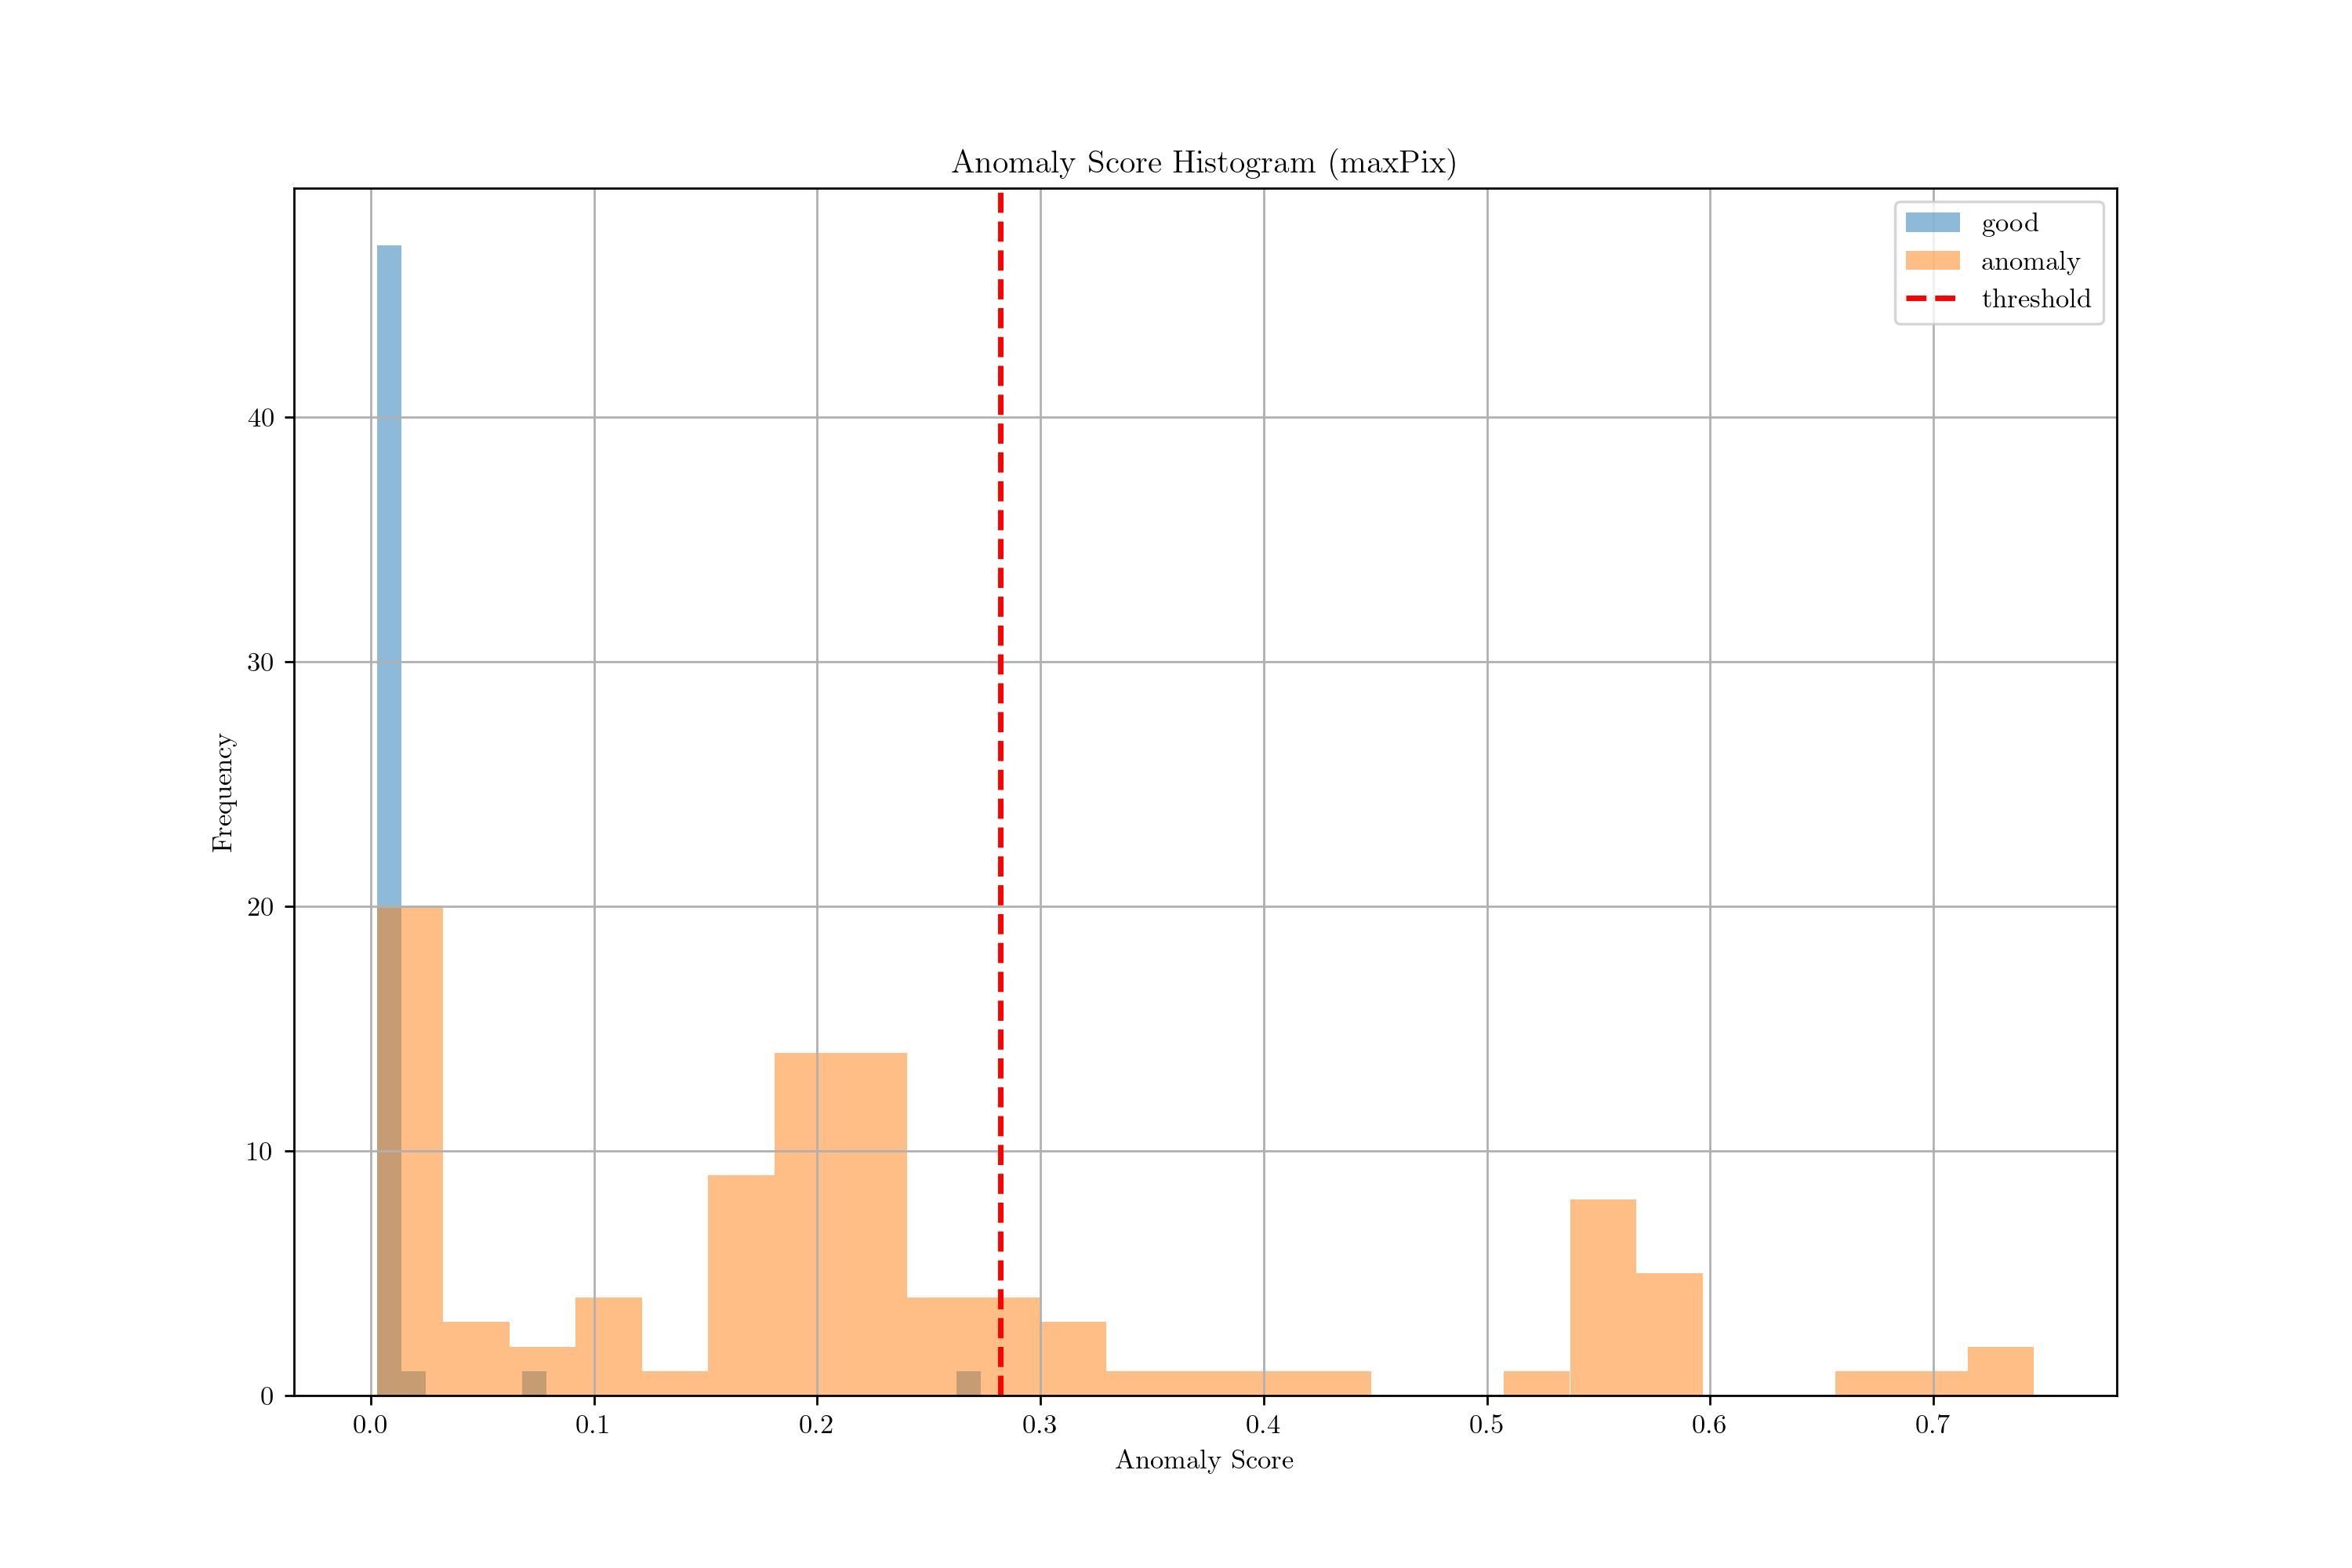 Anomaly Score Histogram (maxPix)
good
anomaly
threshold
40
30
20
10
0
Frequency
0.0 0.1 0.2 0.3 0.4 0.5 0.6 0.7
Anomaly Score